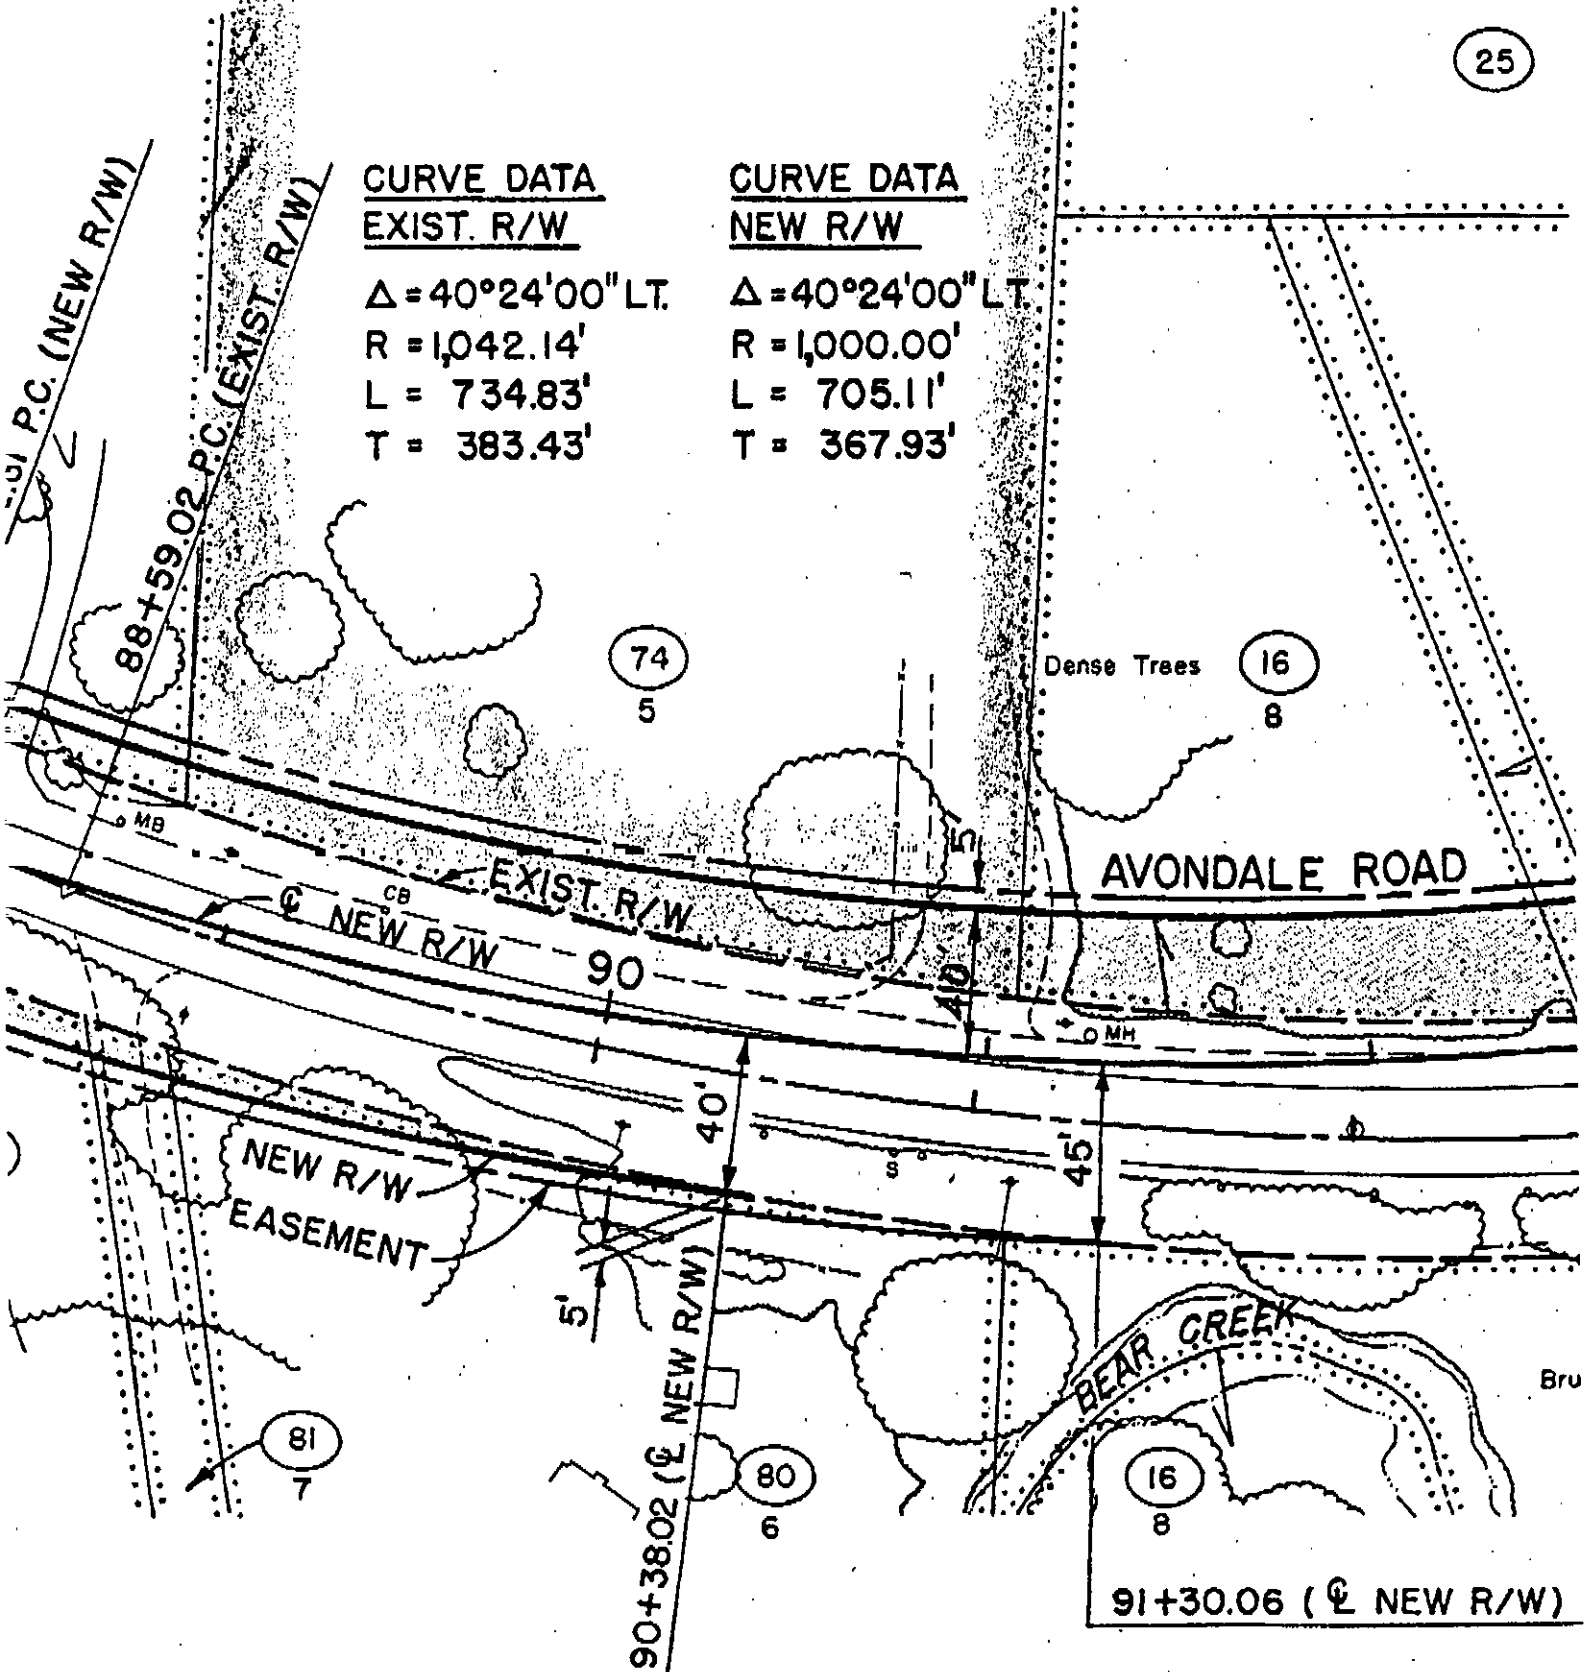 25
CURVE DATA
EXIST. R/W
Δ = 40°24'00" LT.
R = 1,042.14'
L = 734.83'
T = 383.43'
CURVE DATA
NEW R/W
Δ = 40°24'00" LT.
R = 1,000.00'
L = 705.11'
T = 367.93'
P.C. (NEW R/W)
88+59.02 P.C. (EXIST. R/W)
74
5
Dense Trees
16
8
MB
5'
AVONDALE ROAD
EXIST. R/W
CB
℄ NEW R/W
90
40'
MH
40'
45'
S
NEW R/W
EASEMENT
5'
BEAR CREEK
Bru
81
7
80
6
16
8
90+38.02 (℄ NEW R/W)
91+30.06 (℄ NEW R/W)